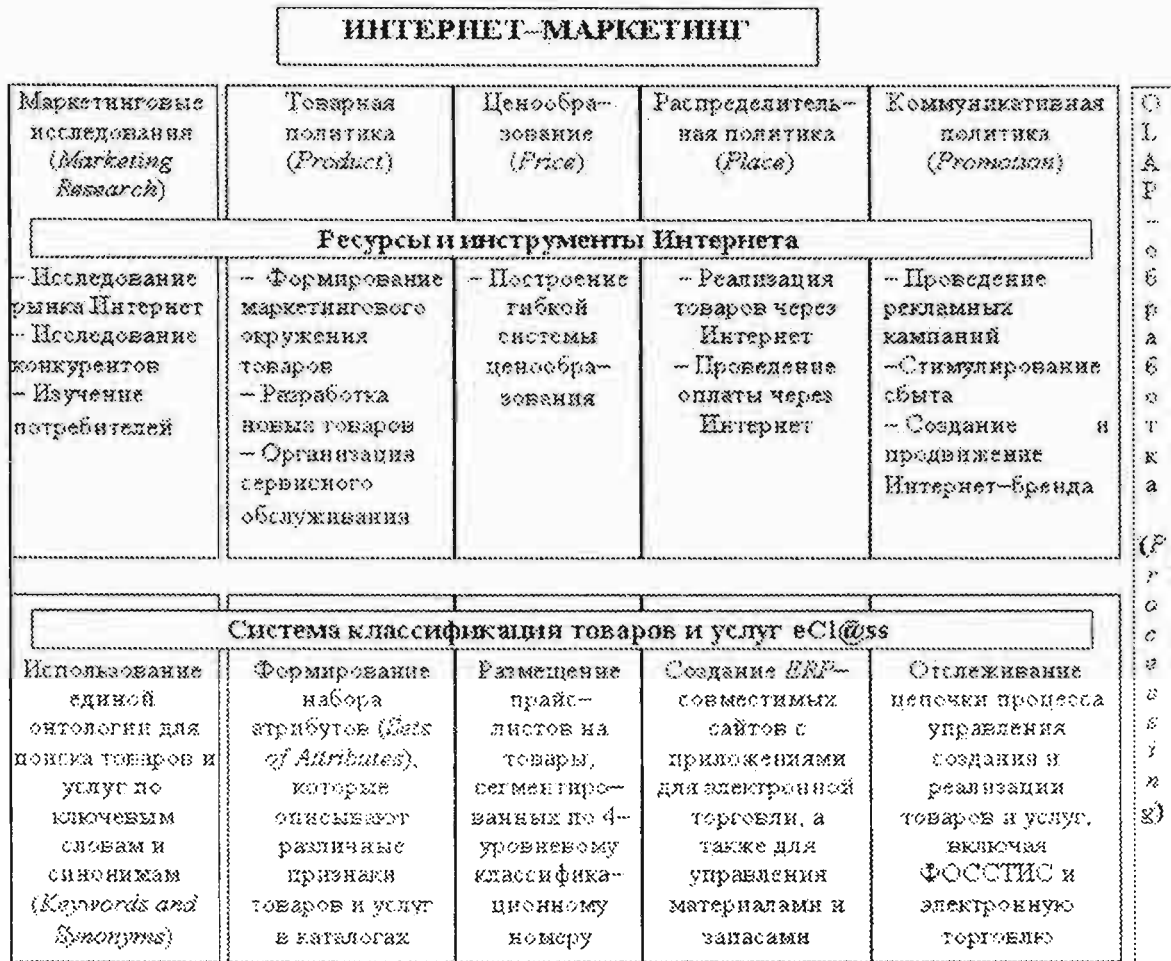 ИНТЕРНЕТ–МАРКЕТИНГ
Маркетинговые
исследования
(Marketing
Research)
Товарная
политика
(Product)
Ценообра–
зование
(Price)
Распределитель–
ная политика
(Place)
Коммуникативная
политика
(Promotion)
Ресурсы и инструменты Интернета
– Исследование
рынка Интернет
– Исследование
конкурентов
– Изучение
потребителей
– Формирование
маркетингового
окружения
товаров
– Разработка
новых товаров
– Организация
сервисного
обслуживания
– Построение
гибкой
системы
ценообра–
зования
– Реализация
товаров через
Интернет
– Проведение
оплаты через
Интернет
– Проведение
рекламных
кампаний
–Стимулирование
сбыта
– Создание и
продвижение
Интернет–бренда
Система классификации товаров и услуг eCl@ss
Использование
единой
онтологии для
поиска товаров и
услуг по
ключевым
словам и
синонимам
(Keywords and
Synonyms)
Формирование
набора
атрибутов (Sets
of Attributes),
которые
описывают
различные
признаки
товаров и услуг
в каталогах
Размещение
прайс–
листов на
товары,
сегментиро–
ванных по 4–
уровневому
классифика–
ционному
номеру
Создание ERP–
совместимых
сайтов с
приложениями
для электронной
торговли, а
также для
управления
материалами и
запасами
Отслеживание
цепочки процесса
управления
создания и
реализации
товаров и услуг,
включая
ФОССТИС и
электронную
торговлю
OLAP–обработка (Processing)